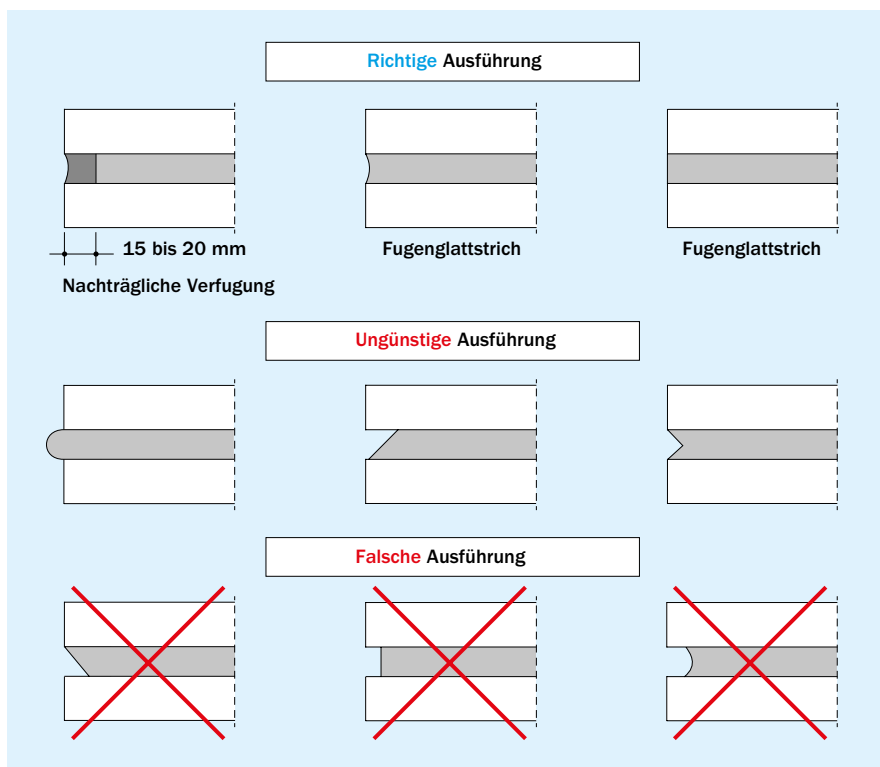 Richtige Ausführung
15 bis 20 mm
Nachträgliche Verfugung
Fugenglattstrich
Fugenglattstrich
Ungünstige Ausführung
Falsche Ausführung